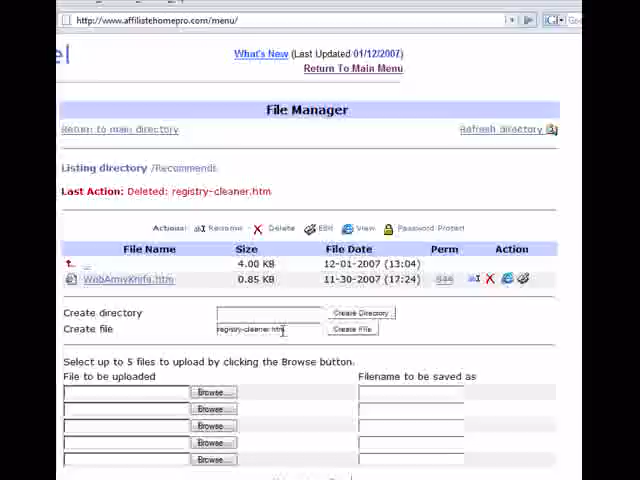 http://www.affilistehomepro.com/menu/
el
What's New (Last Updated 01/12/2007)
Return To Main Menu
File Manager
Return to main directory Refresh directory
Listing directory /Recommends
Last Action: Deleted: registry-cleaner.htm
Actions: Rename Delete Edit View Password Protect
File Name Size File Date Perm Action
.. 4.00 KB 12-01-2007 (13:04)
WebArmyKnife.htm 0.85 KB 11-30-2007 (17:24) 644
Create directory Create Directory
Create file registry-cleaner.htm Create File
Select up to 5 files to upload by clicking the Browse button.
File to be uploaded Filename to be saved as
Browse...
Browse...
Browse...
Browse...
Browse...